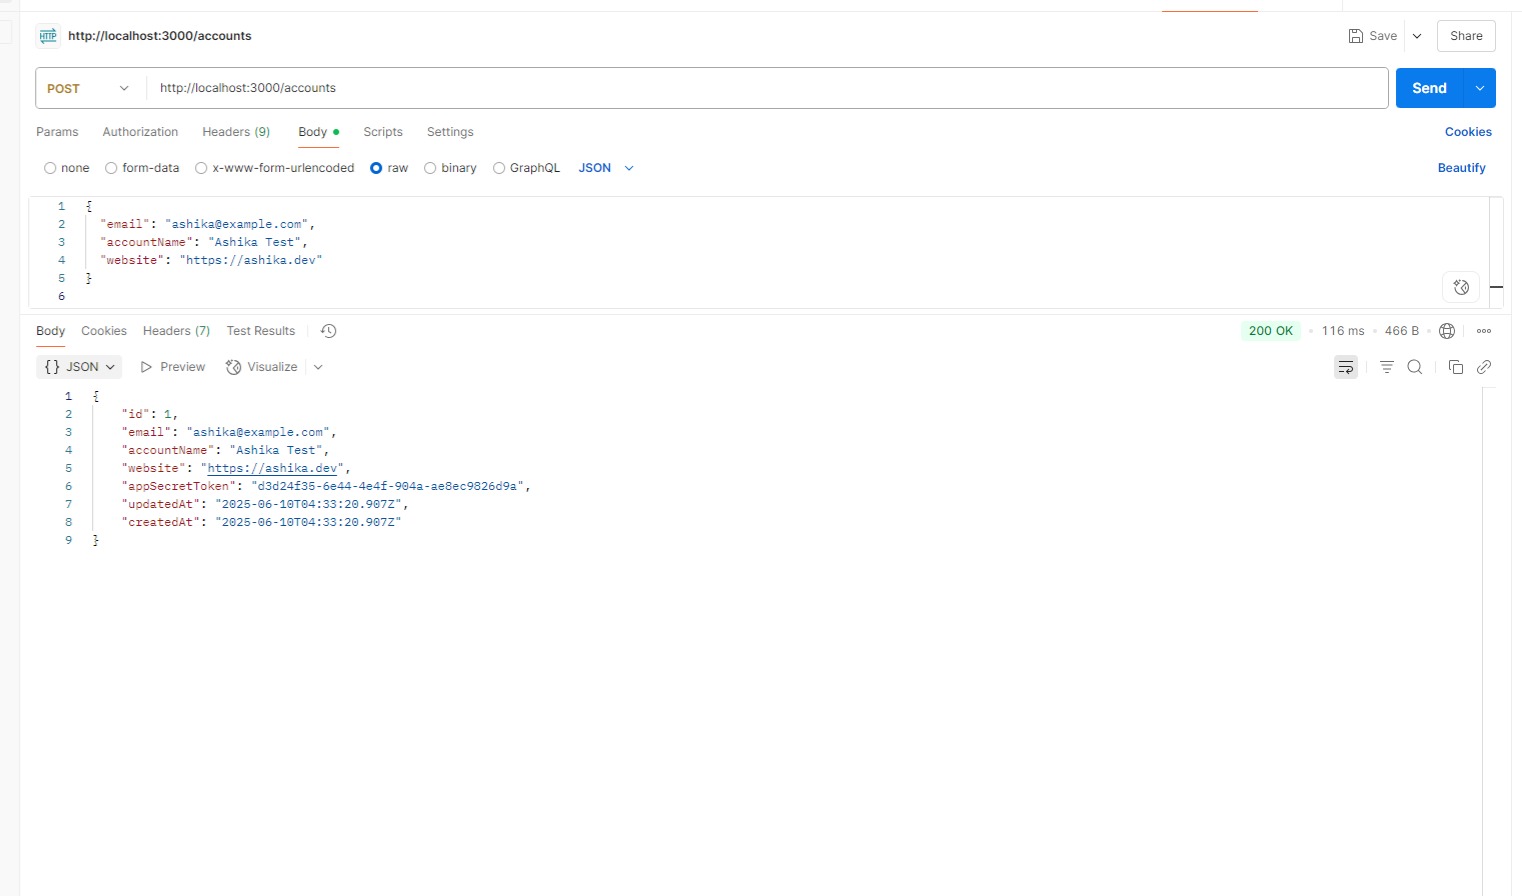 HTTP http://localhost:3000/accounts Save Share
POST http://localhost:3000/accounts Send
Params Authorization Headers (9) Body Scripts Settings Cookies
none form-data x-www-form-urlencoded raw binary GraphQL JSON Beautify
1 {
2 "email": "ashika@example.com",
3 "accountName": "Ashika Test",
4 "website": "https://ashika.dev"
5 }
6
Body Cookies Headers (7) Test Results 200 OK • 116 ms • 466 B •
{} JSON Preview Visualize
1 {
2 "id": 1,
3 "email": "ashika@example.com",
4 "accountName": "Ashika Test",
5 "website": "https://ashika.dev",
6 "appSecretToken": "d3d24f35-6e44-4e4f-904a-ae8ec9826d9a",
7 "updatedAt": "2025-06-10T04:33:20.907Z",
8 "createdAt": "2025-06-10T04:33:20.907Z"
9 }